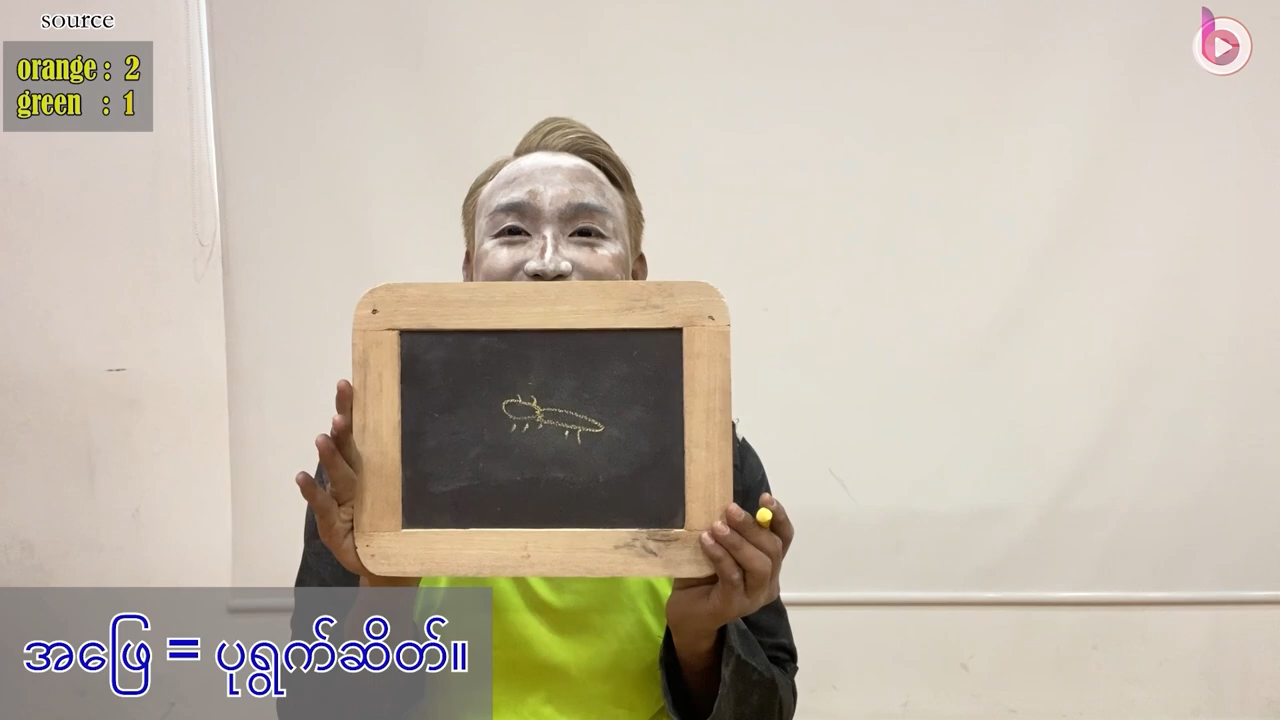 source
orange : 2
green : 1
အဖြေ = ပုရွက်ဆိတ်။